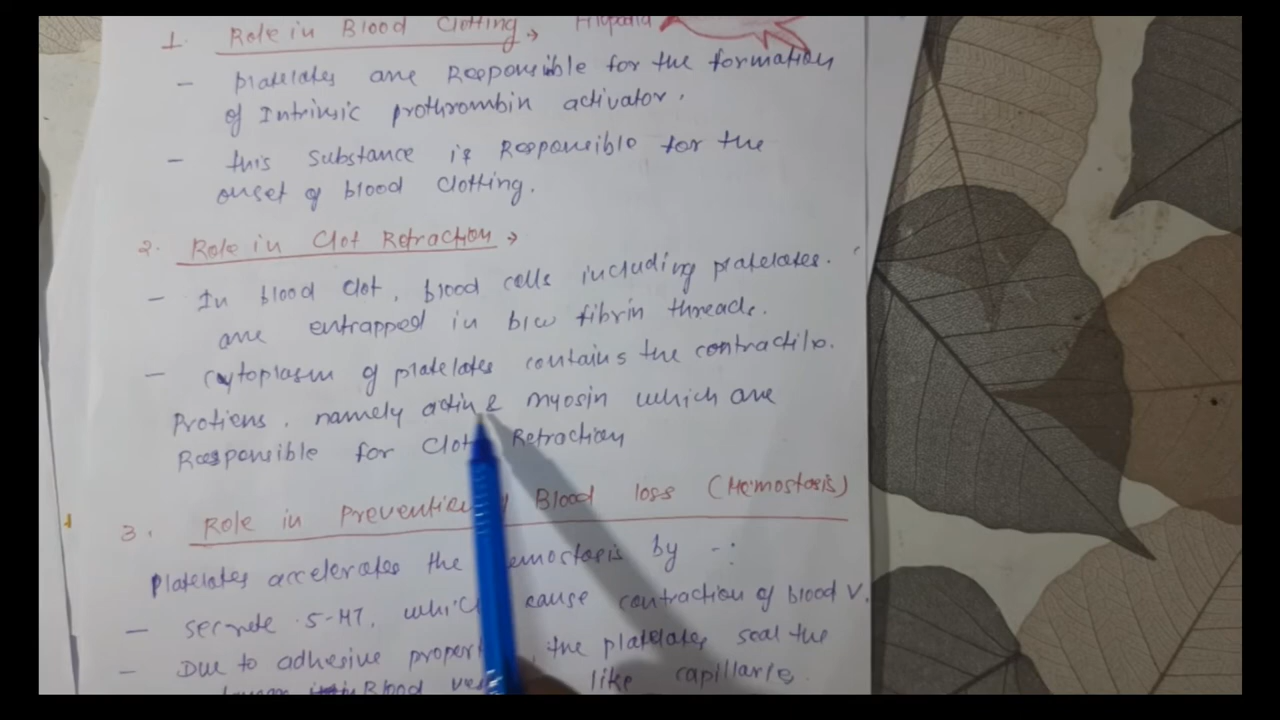 1. Role in Blood Clotting →
- Platelates are Responsible for the formation
of Intrinsic prothrombin activator.
- this substance is Responsible for the
onset of blood Clotting.
2. Role in Clot Retraction →
- In blood Clot, blood cells including platelates.
are entrapped in b/w fibrin threads.
- Cytoplasm of platelates contains the contractile.
Protiens, namely actin & myosin which are
Responsible for Clot Retraction
3. Role in Blood loss (Hemostasis)
Platelates accelerates the by -:
- secrete 5-HT, which cause contraction of blood V.
- Due to adhesive the platelates seal the
Blood like capillaries.